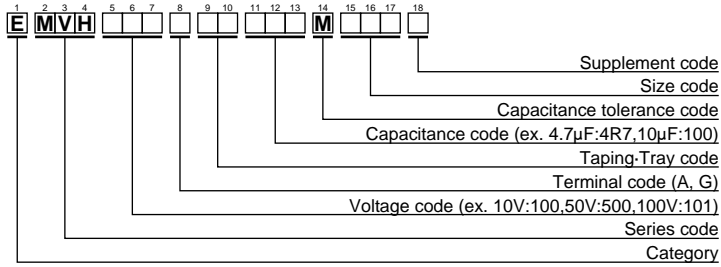 1 2 3 4 5 6 7 8 9 10 11 12 13 14 15 16 17 18
E M V H M
Supplement code
Size code
Capacitance tolerance code
Capacitance code (ex. 4.7μF:4R7,10μF:100)
Taping·Tray code
Terminal code (A, G)
Voltage code (ex. 10V:100,50V:500,100V:101)
Series code
Category